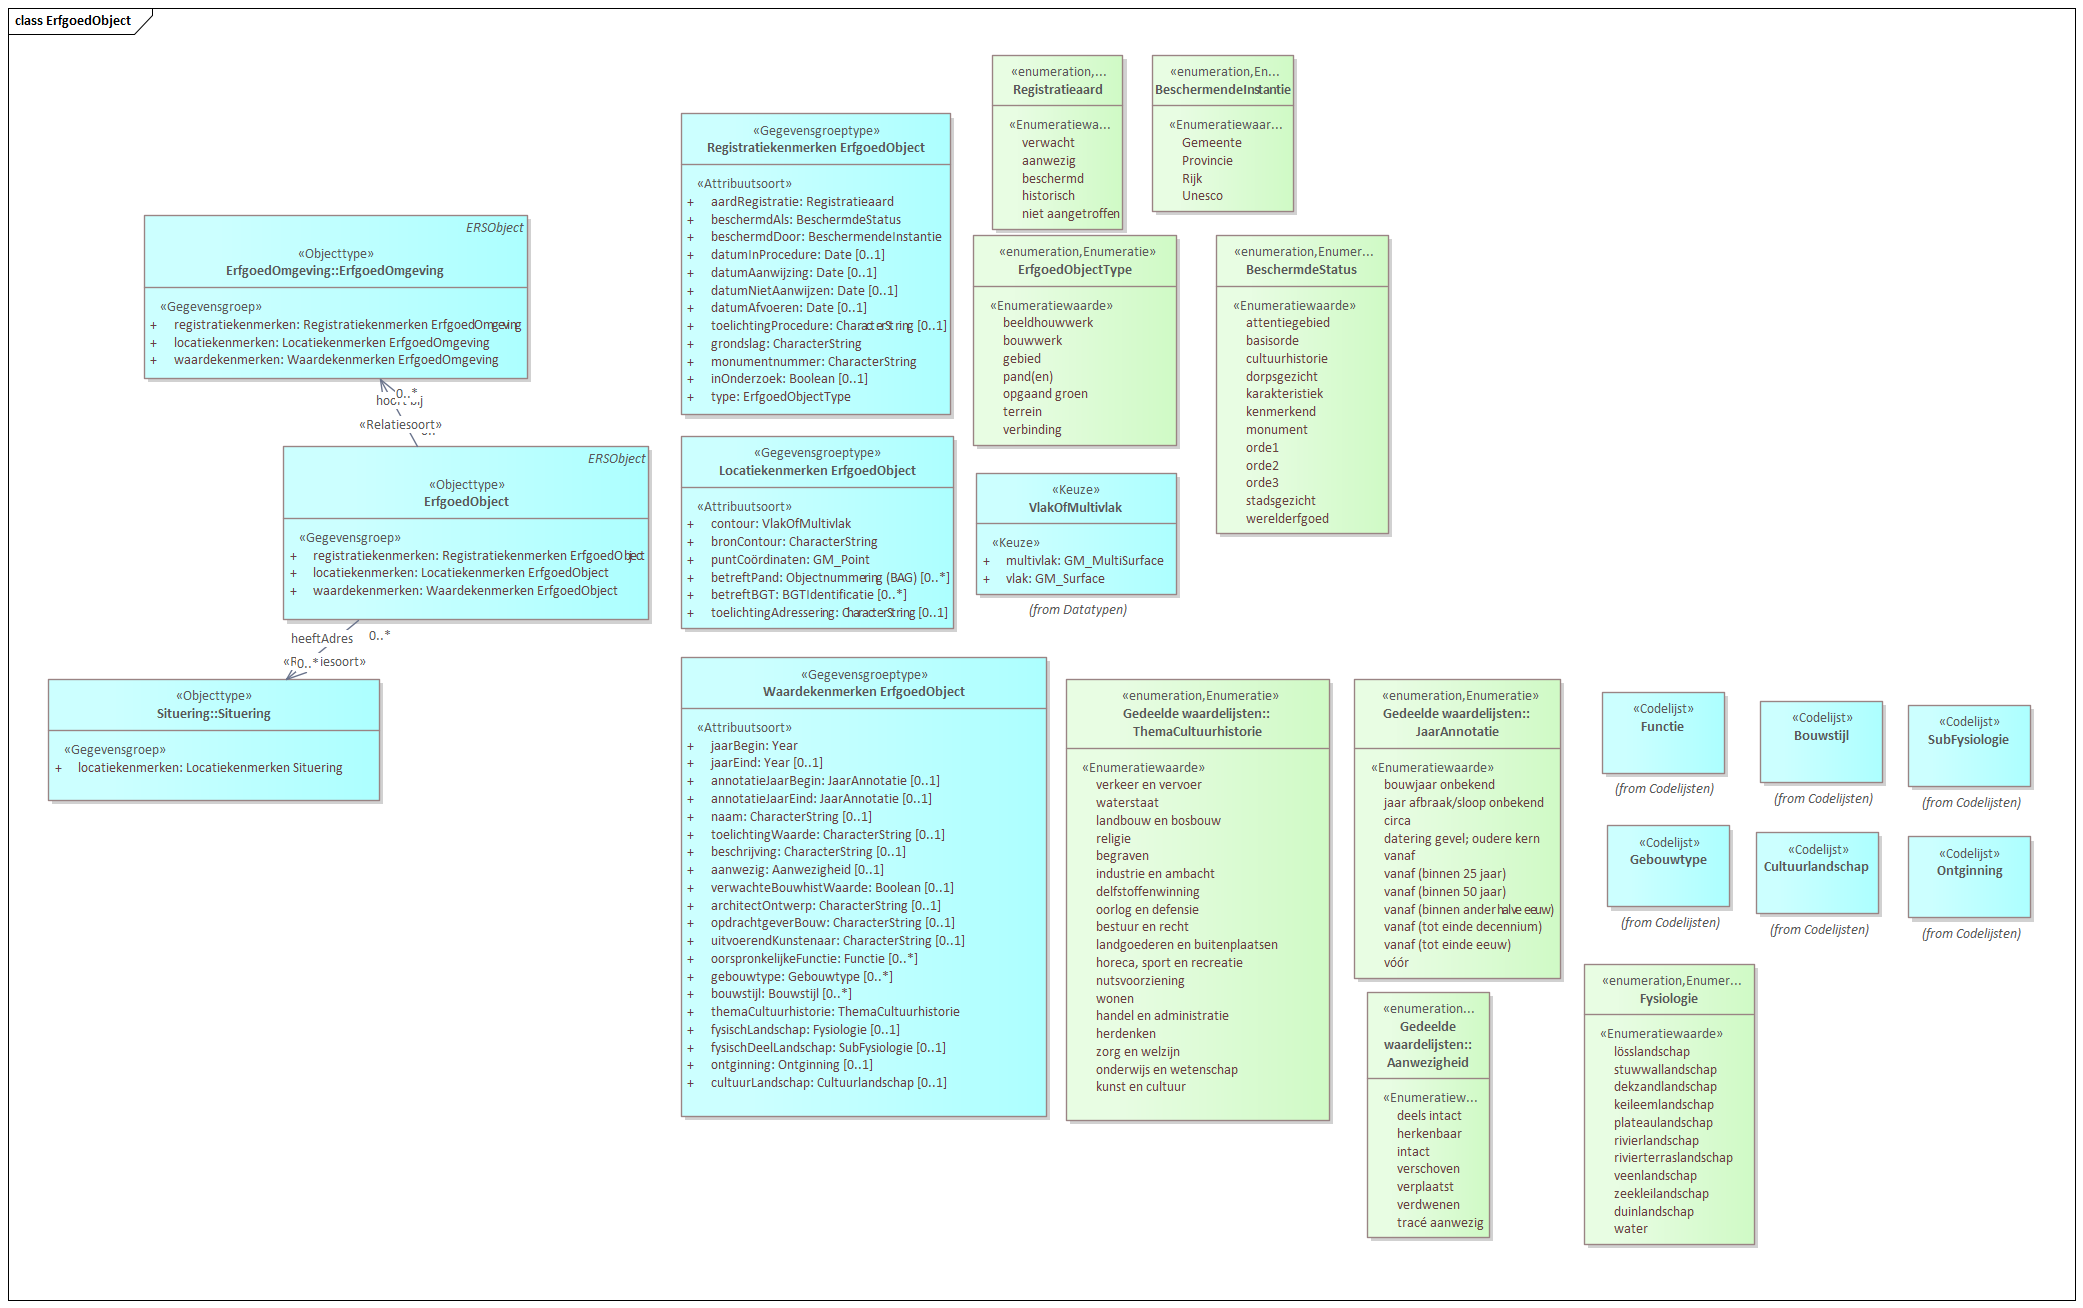 class ErfgoedObject
ERSObject
«Objecttype»
ErfgoedOmgeving::ErfgoedOmgeving
«Gegevensgroep»
+ registratiekenmerken: Registratiekenmerken ErfgoedOmgeving
+ locatiekenmerken: Locatiekenmerken ErfgoedOmgeving
+ waardekenmerken: Waardekenmerken ErfgoedOmgeving
0..*
hoort bij
«Relatiesoort»
ERSObject
«Objecttype»
ErfgoedObject
«Gegevensgroep»
+ registratiekenmerken: Registratiekenmerken ErfgoedObject
+ locatiekenmerken: Locatiekenmerken ErfgoedObject
+ waardekenmerken: Waardekenmerken ErfgoedObject
heeftAdres
0..*
«Relatiesoort»
0..*
«Objecttype»
Situering::Situering
«Gegevensgroep»
+ locatiekenmerken: Locatiekenmerken Situering
«Gegevensgroeptype»
Registratiekenmerken ErfgoedObject
«Attribuutsoort»
+ aardRegistratie: Registratieaard
+ beschermdAls: BeschermdeStatus
+ beschermdDoor: BeschermendeInstantie
+ datumInProcedure: Date [0..1]
+ datumAanwijzing: Date [0..1]
+ datumNietAanwijzen: Date [0..1]
+ datumAfvoeren: Date [0..1]
+ toelichtingProcedure: CharacterString [0..1]
+ grondslag: CharacterString
+ monumentnummer: CharacterString
+ inOnderzoek: Boolean [0..1]
+ type: ErfgoedObjectType
«Gegevensgroeptype»
Locatiekenmerken ErfgoedObject
«Attribuutsoort»
+ contour: VlakOfMultivlak
+ bronContour: CharacterString
+ puntCoördinaten: GM_Point
+ betreftPand: Objectnummering (BAG) [0..*]
+ betreftBGT: BGTIdentificatie [0..*]
+ toelichtingAdressering: CharacterString [0..1]
«Gegevensgroeptype»
Waardekenmerken ErfgoedObject
«Attribuutsoort»
+ jaarBegin: Year
+ jaarEind: Year [0..1]
+ annotatieJaarBegin: JaarAnnotatie [0..1]
+ annotatieJaarEind: JaarAnnotatie [0..1]
+ naam: CharacterString [0..1]
+ toelichtingWaarde: CharacterString [0..1]
+ beschrijving: CharacterString [0..1]
+ aanwezig: Aanwezigheid [0..1]
+ verwachteBouwhistWaarde: Boolean [0..1]
+ architectOntwerp: CharacterString [0..1]
+ opdrachtgeverBouw: CharacterString [0..1]
+ uitvoerendKunstenaar: CharacterString [0..1]
+ oorspronkelijkeFunctie: Functie [0..*]
+ gebouwtype: Gebouwtype [0..*]
+ bouwstijl: Bouwstijl [0..*]
+ themaCultuurhistorie: ThemaCultuurhistorie
+ fysischLandschap: Fysiologie [0..1]
+ fysischDeelLandschap: SubFysiologie [0..1]
+ ontginning: Ontginning [0..1]
+ cultuurLandschap: Cultuurlandschap [0..1]
«enumeration,...
Registratieaard
«Enumeratiewa...
verwacht
aanwezig
beschermd
historisch
niet aangetroffen
«enumeration,En...
BeschermendeInstantie
«Enumeratiewaar...
Gemeente
Provincie
Rijk
Unesco
«enumeration,Enumeratie»
ErfgoedObjectType
«Enumeratiewaarde»
beeldhouwwerk
bouwwerk
gebied
pand(en)
opgaand groen
terrein
verbinding
«enumeration,Enumer...
BeschermdeStatus
«Enumeratiewaarde»
attentiegebied
basisorde
cultuurhistorie
dorpsgezicht
karakteristiek
kenmerkend
monument
orde1
orde2
orde3
stadsgezicht
werelderfgoed
«Keuze»
VlakOfMultivlak
«Keuze»
+ multivlak: GM_MultiSurface
+ vlak: GM_Surface
(from Datatypen)
«enumeration,Enumeratie»
Gedeelde waardelijsten::
ThemaCultuurhistorie
«Enumeratiewaarde»
verkeer en vervoer
waterstaat
landbouw en bosbouw
religie
begraven
industrie en ambacht
delfstoffenwinning
oorlog en defensie
bestuur en recht
landgoederen en buitenplaatsen
horeca, sport en recreatie
nutsvoorziening
wonen
handel en administratie
herdenken
zorg en welzijn
onderwijs en wetenschap
kunst en cultuur
«enumeration,Enumeratie»
Gedeelde waardelijsten::
JaarAnnotatie
«Enumeratiewaarde»
bouwjaar onbekend
jaar afbraak/sloop onbekend
circa
datering gevel; oudere kern
vanaf
vanaf (binnen 25 jaar)
vanaf (binnen 50 jaar)
vanaf (binnen anderhalve eeuw)
vanaf (tot einde decennium)
vanaf (tot einde eeuw)
vóór
«enumeration...
Gedeelde
waardelijsten::
Aanwezigheid
«Enumeratiew...
deels intact
herkenbaar
intact
verschoven
verplaatst
verdwenen
tracé aanwezig
«Codelijst»
Functie
(from Codelijsten)
«Codelijst»
Bouwstijl
(from Codelijsten)
«Codelijst»
SubFysiologie
(from Codelijsten)
«Codelijst»
Gebouwtype
(from Codelijsten)
«Codelijst»
Cultuurlandschap
(from Codelijsten)
«Codelijst»
Ontginning
(from Codelijsten)
«enumeration,Enumer...
Fysiologie
«Enumeratiewaarde»
lösslandschap
stuwwallandschap
dekzandlandschap
keileemlandschap
plateaulandschap
rivierlandschap
rivierterraslandschap
veenlandschap
zeekleilandschap
duinlandschap
water